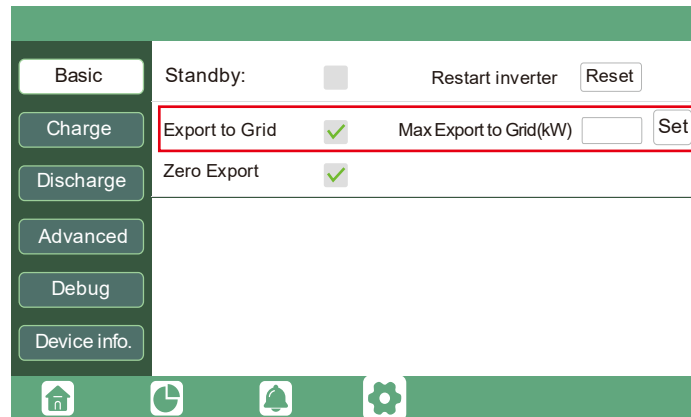 Basic
Standby:
Restart inverter
Reset
Charge
Export to Grid
Max Export to Grid(kW)
Set
Discharge
Zero Export
Advanced
Debug
Device info.